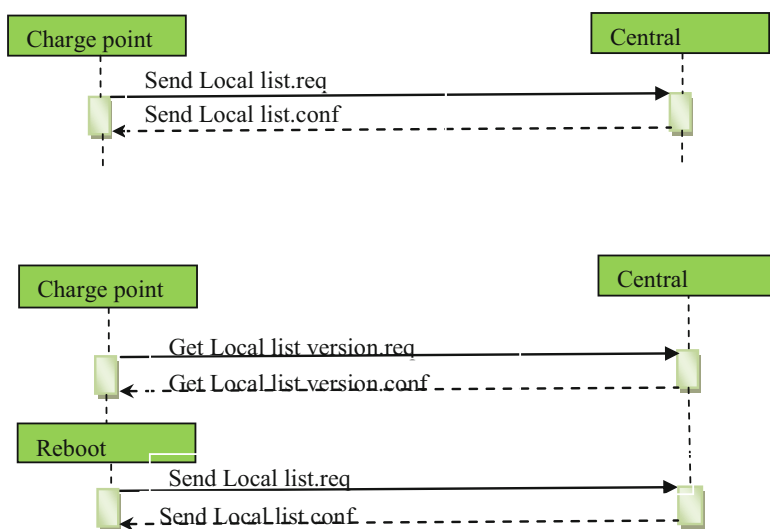 Charge point
Central
Send Local list.req
Send Local list.conf
Charge point
Central
Get Local list version.req
Get Local list version.conf
Reboot
Send Local list.req
Send Local list.conf